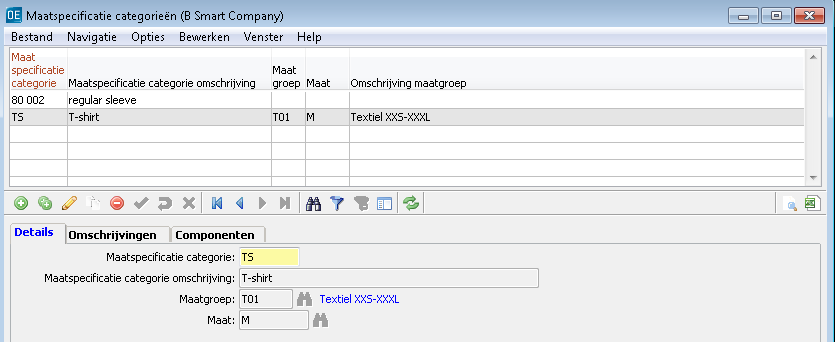 OE Maatspecificatie categorieën (B Smart Company)
Bestand Navigatie Opties Bewerken Venster Help
Maat specificatie categorie Maatspecificatie categorie omschrijving Maat groep Maat Omschrijving maatgroep
80 002 regular sleeve
TS T-shirt T01 M Textiel XXS-XXXL
Details Omschrijvingen Componenten
Maatspecificatie categorie: TS
Maatspecificatie categorie omschrijving: T-shirt
Maatgroep: T01 Textiel XXS-XXXL
Maat: M